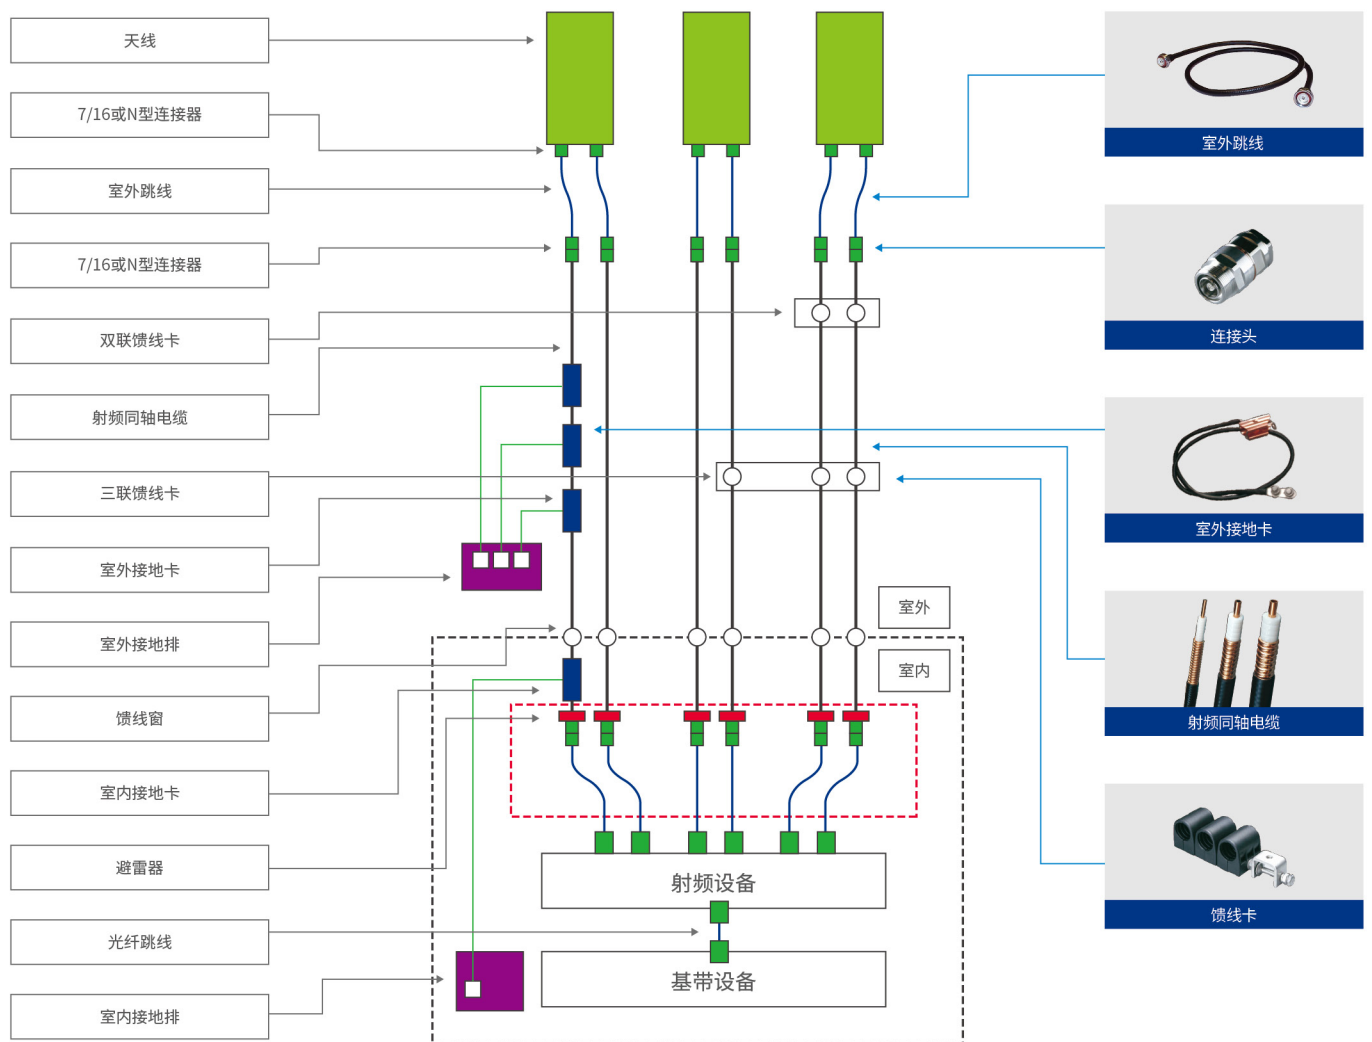 天线
7/16或N型连接器
室外跳线
7/16或N型连接器
双联馈线卡
射频同轴电缆
三联馈线卡
室外接地卡
室外接地排
馈线窗
室内接地卡
避雷器
光纤跳线
室内接地排
室外
室内
射频设备
基带设备
室外跳线
连接头
室外接地卡
射频同轴电缆
馈线卡